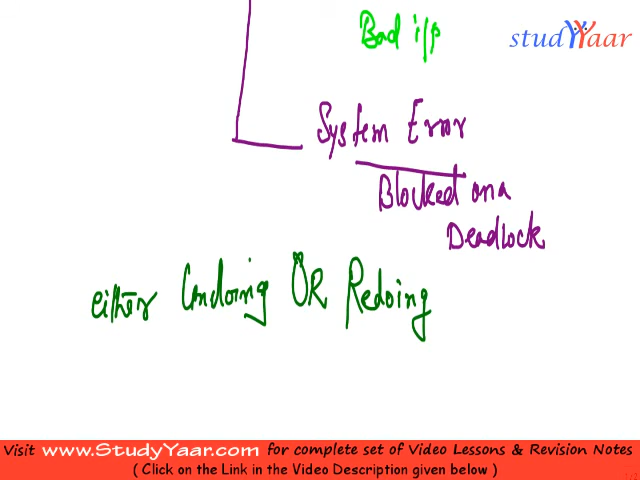 Bad i/p
studYYaar
System Error
Blocked on a
Deadlock
either Undoing OR Redoing
Visit www.StudyYaar.com for complete set of Video Lessons & Revision Notes
( Click on the Link in the Video Description given below )